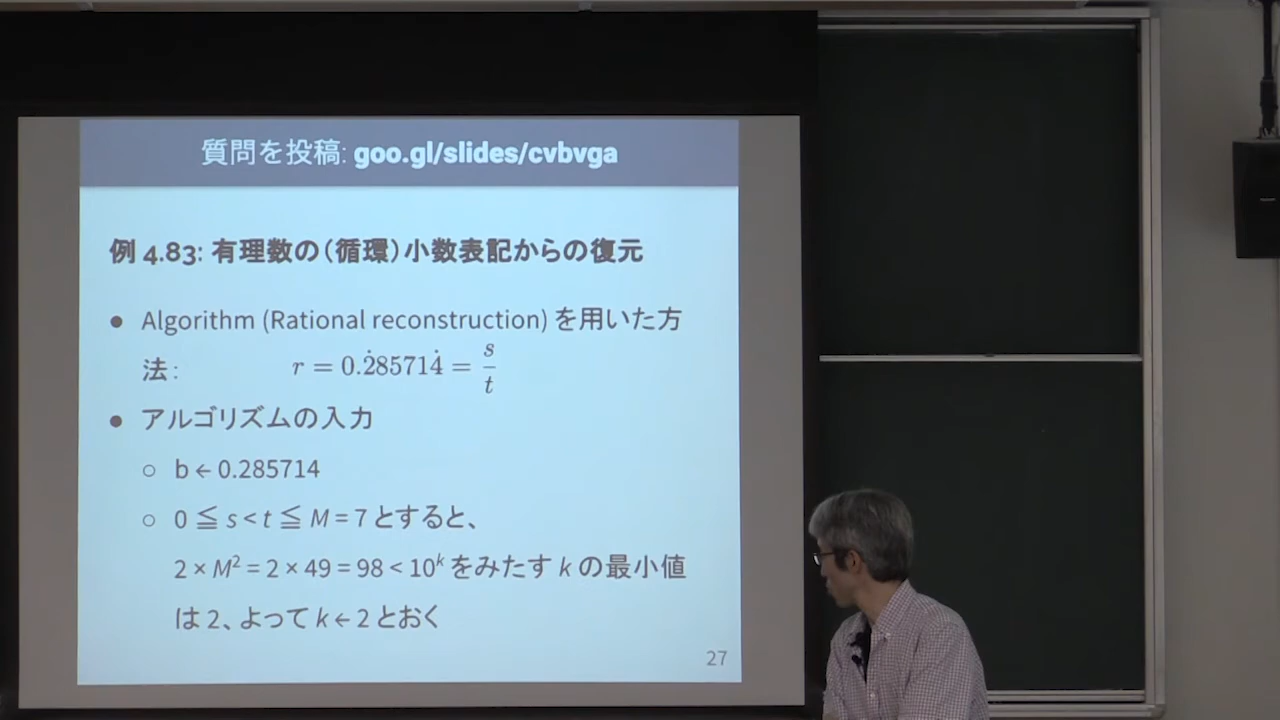 質問を投稿: goo.gl/slides/cvbvga
例 4.83: 有理数の（循環）小数表記からの復元
● Algorithm (Rational reconstruction) を用いた方
法: r = 0.2̇85714̇ = s/t
● アルゴリズムの入力
○ b ← 0.285714
○ 0 ≦ s < t ≦ M = 7 とすると、
2 × M² = 2 × 49 = 98 < 10ᵏ をみたす k の最小値
は 2、よって k ← 2 とおく
27